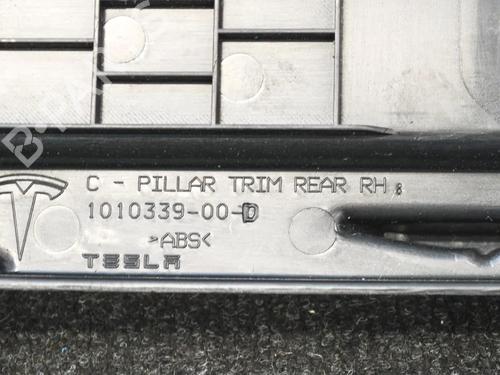 C - PILLAR TRIM REAR RH
1010339-00-D
>ABS<
TESLA